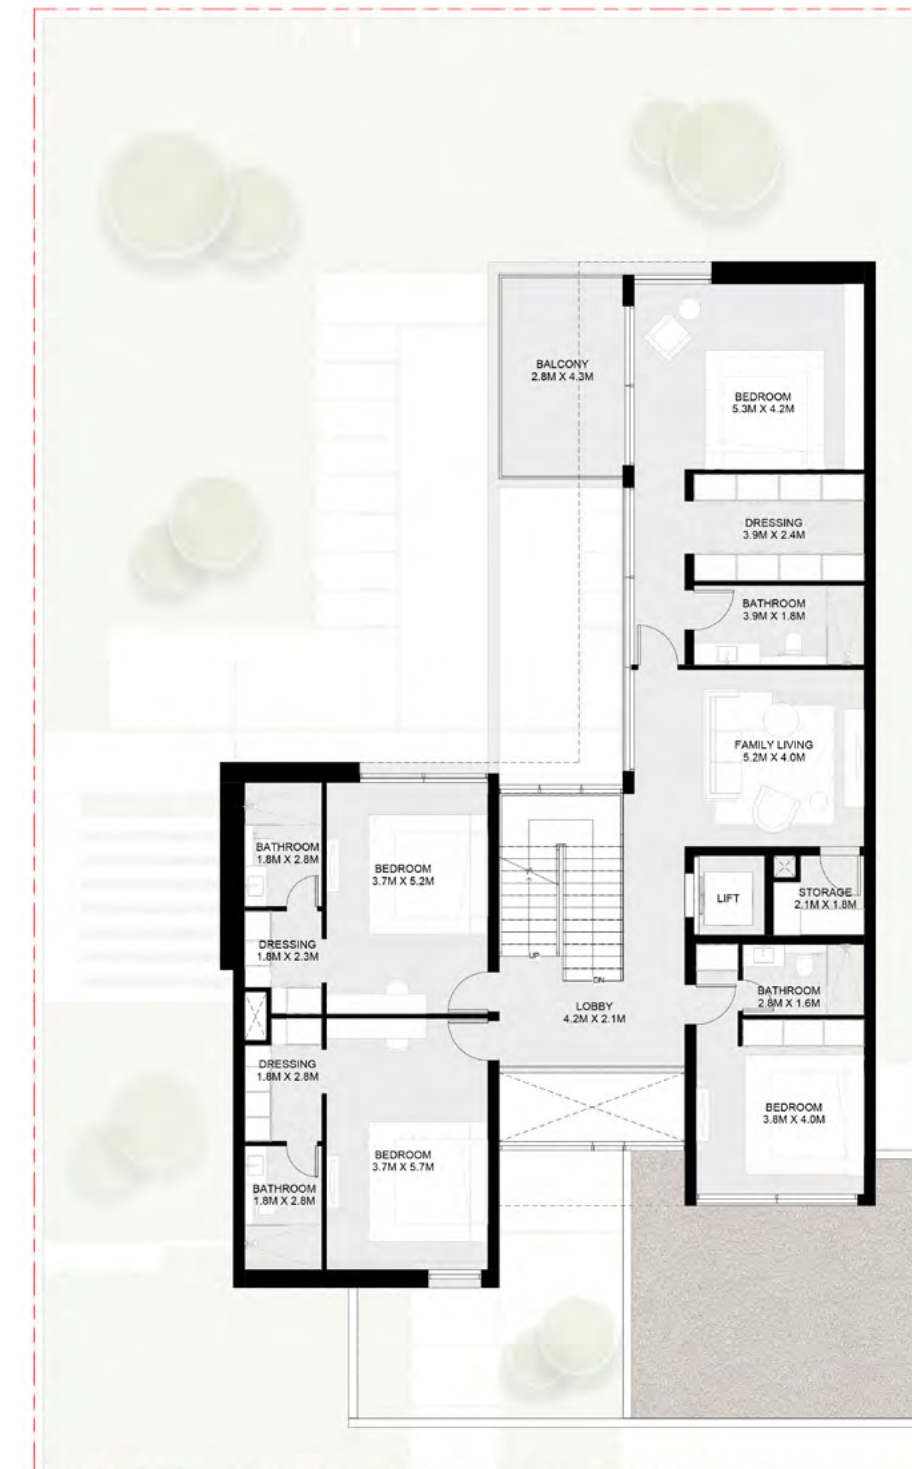 BALCONY
2.8M X 4.3M
BEDROOM
5.3M X 4.2M
DRESSING
3.9M X 2.4M
BATHROOM
3.9M X 1.8M
FAMILY LIVING
5.2M X 4.0M
BATHROOM
1.8M X 2.8M
BEDROOM
3.7M X 5.2M
LIFT
STORAGE
2.1M X 1.8M
DRESSING
1.8M X 2.3M
UP
DN
BATHROOM
2.8M X 1.6M
LOBBY
4.2M X 2.1M
DRESSING
1.8M X 2.8M
BEDROOM
3.8M X 4.0M
BEDROOM
3.7M X 5.7M
BATHROOM
1.8M X 2.8M